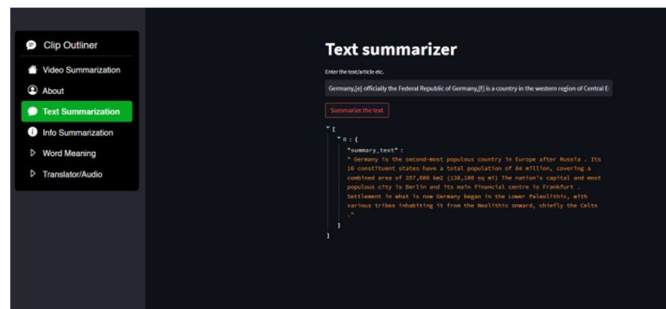 Clip Outliner
Video Summarization
About
Text Summarization
Info Summarization
Word Meaning
Translator/Audio
Text summarizer
Enter the text/article etc.
Germany,[e] officially the Federal Republic of Germany,[f] is a country in the western region of Central E
Summarize the text
[
0 : {
"summary_text" :
" Germany is the second-most populous country in Europe after Russia . Its
16 constituent states have a total population of 84 million, covering a
combined area of 357,600 km2 (138,100 sq mi) The nation's capital and most
populous city is Berlin and its main financial centre is Frankfurt .
Settlement in what is now Germany began in the Lower Paleolithic, with
various tribes inhabiting it from the Neolithic onward, chiefly the Celts
."
}
]